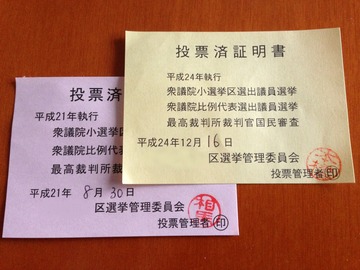 投票済証明書
平成24年執行
衆議院小選挙区選出議員選挙
衆議院比例代表選出議員選挙
最高裁判所裁判官国民審査
平成24年12月16日
区選挙管理委員会
投票管理者㊞
投票済
平成21年執行
衆議院小選挙区
衆議院比例代表
最高裁判所裁
平成21年 8月30日
区選挙管理委員会
投票管理者㊞
相馬